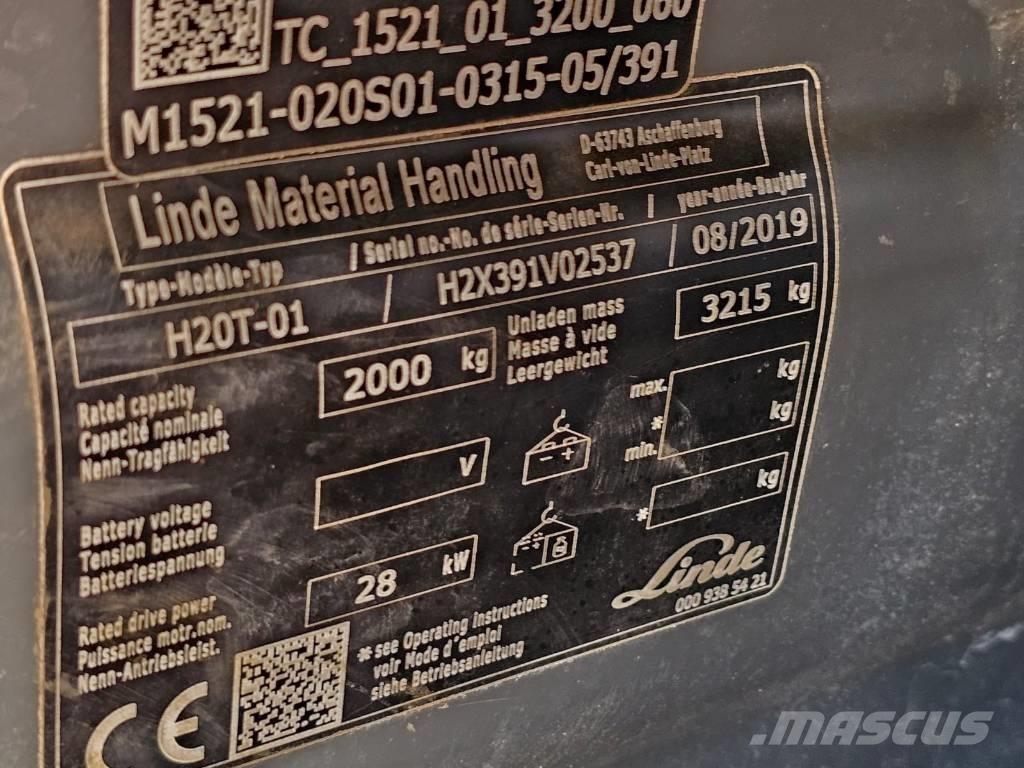 TC_1521_01_3200_060
M1521-020S01-0315-05/391
Linde Material Handling
D-63743 Aschaffenburg
Carl-von-Linde-Platz
Type-Modèle-Typ / Serial no.-No. de série-Serien-Nr. / year-année-Baujahr
H20T-01 / H2X391V02537 / 08/2019
Rated capacity
Capacité nominale
Nenn-Tragfähigkeit
2000 kg
Unladen mass
Masse à vide
Leergewicht
3215 kg
Battery voltage
Tension batterie
Batteriespannung
V
- +
max. kg
*
min. kg
* kg
Rated drive power
Puissance motr.nom.
Nenn-Antriebsleist.
28 kW
*see Operating Instructions
voir Mode d'emploi
siehe Betriebsanleitung
Linde
000 938 54 21
CE
MASCUS